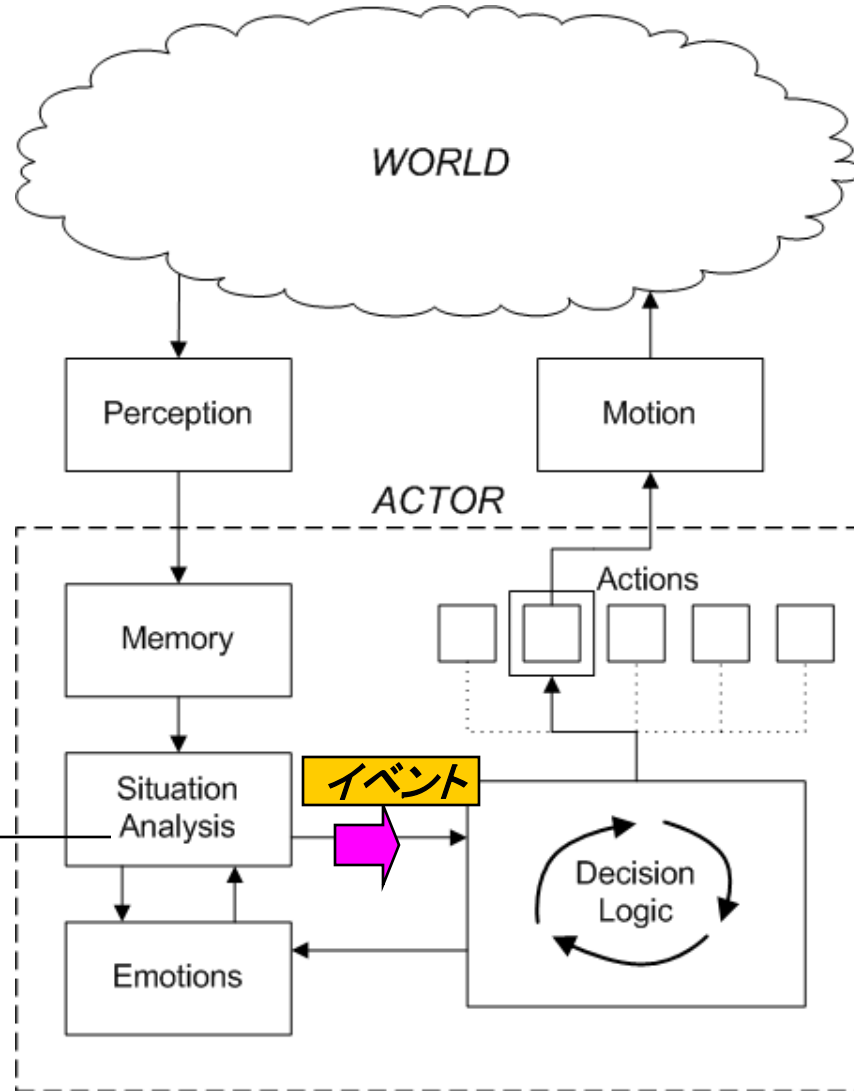 WORLD
Perception
Motion
ACTOR
Actions
Memory
イベント
Situation
Analysis
Decision
Logic
Emotions